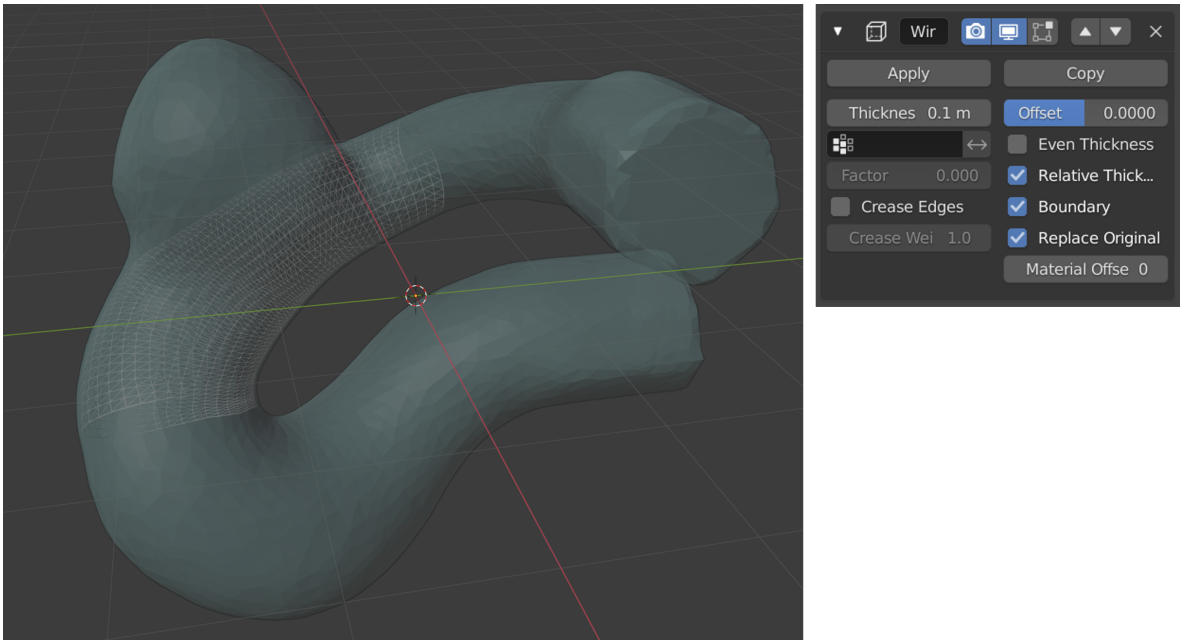 Wir
Apply Copy
Thicknes 0.1 m Offset 0.0000
Even Thickness
Factor 0.000 Relative Thick...
Crease Edges Boundary
Crease Wei 1.0 Replace Original
Material Offse 0